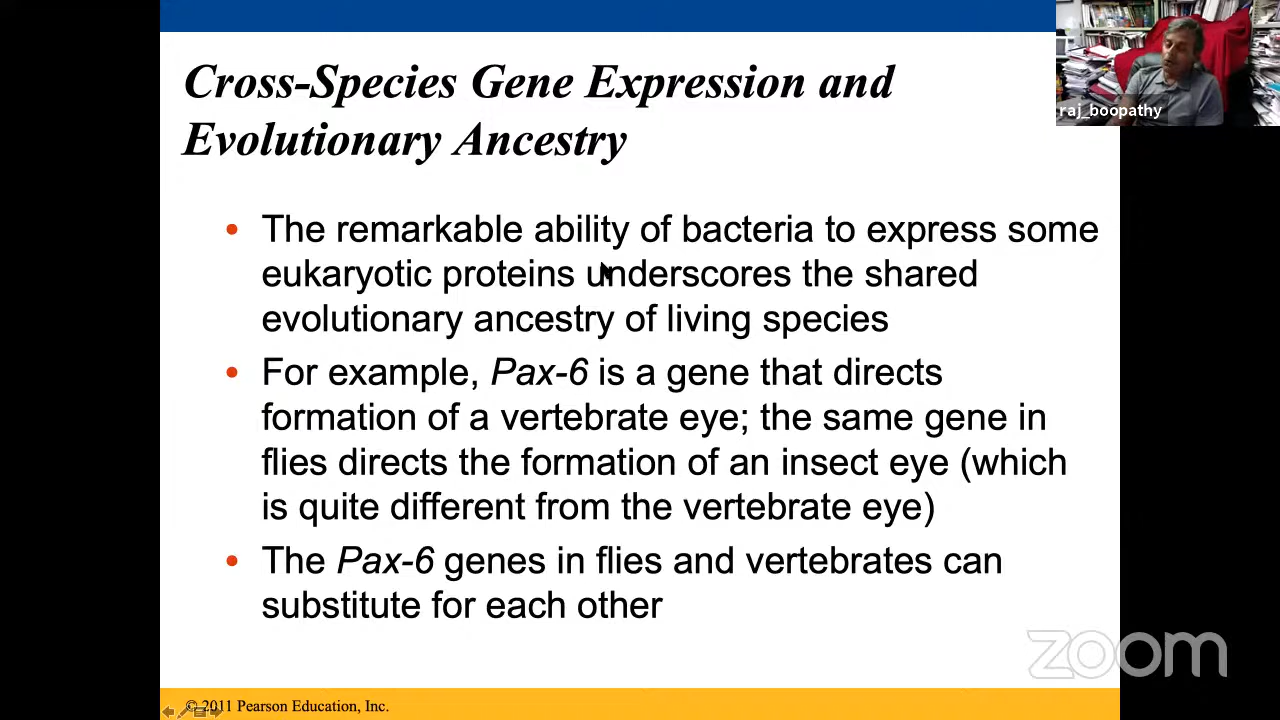 Cross-Species Gene Expression and
Evolutionary Ancestry
raj_boopathy
• The remarkable ability of bacteria to express some
eukaryotic proteins underscores the shared
evolutionary ancestry of living species
• For example, Pax-6 is a gene that directs
formation of a vertebrate eye; the same gene in
flies directs the formation of an insect eye (which
is quite different from the vertebrate eye)
• The Pax-6 genes in flies and vertebrates can
substitute for each other
zoom
© 2011 Pearson Education, Inc.